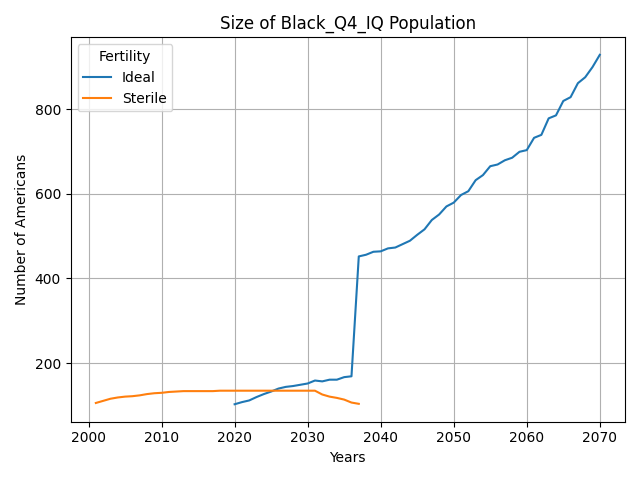 Size of Black_Q4_IQ Population
Fertility
Ideal
Sterile
Number of Americans
800
600
400
200
2000 2010 2020 2030 2040 2050 2060 2070
Years